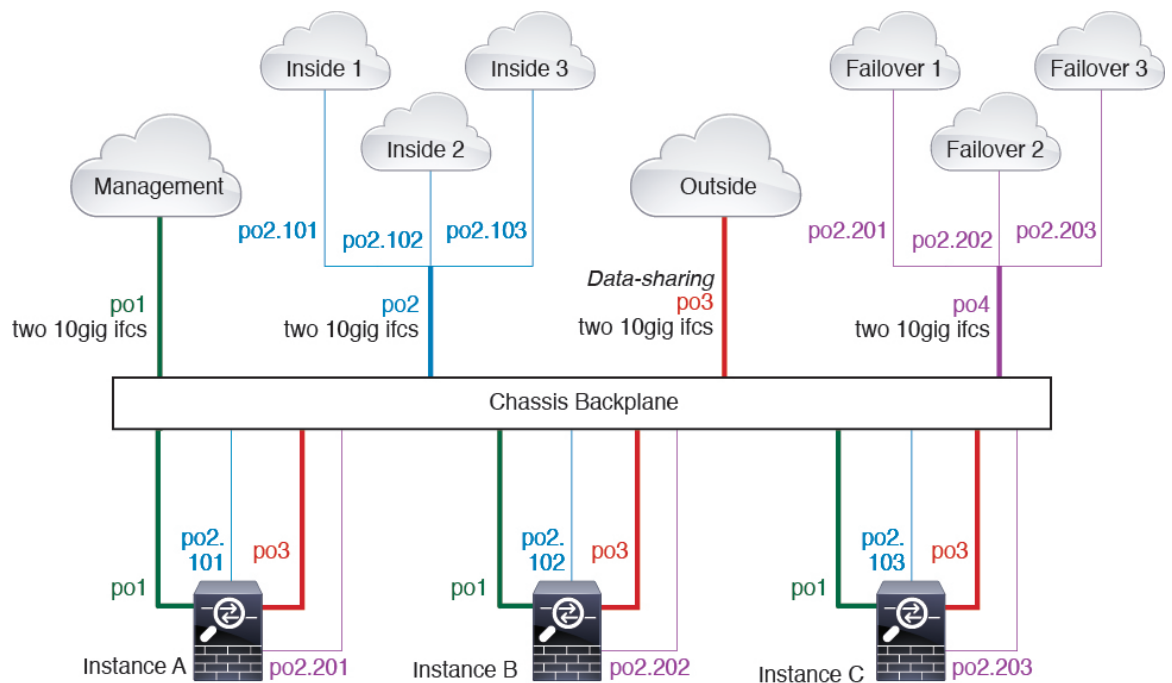 Inside 1
Inside 3
Failover 1
Failover 3
Inside 2
Failover 2
Management
Outside
po2.101
po2.102
po2.103
po2.201
po2.202
po2.203
Data-sharing
po1
two 10gig ifcs
po2
two 10gig ifcs
po3
two 10gig ifcs
po4
two 10gig ifcs
Chassis Backplane
po1
po2.
101
po3
Instance A
po2.201
po1
po2.
102
po3
Instance B
po2.202
po1
po2.
103
po3
Instance C
po2.203